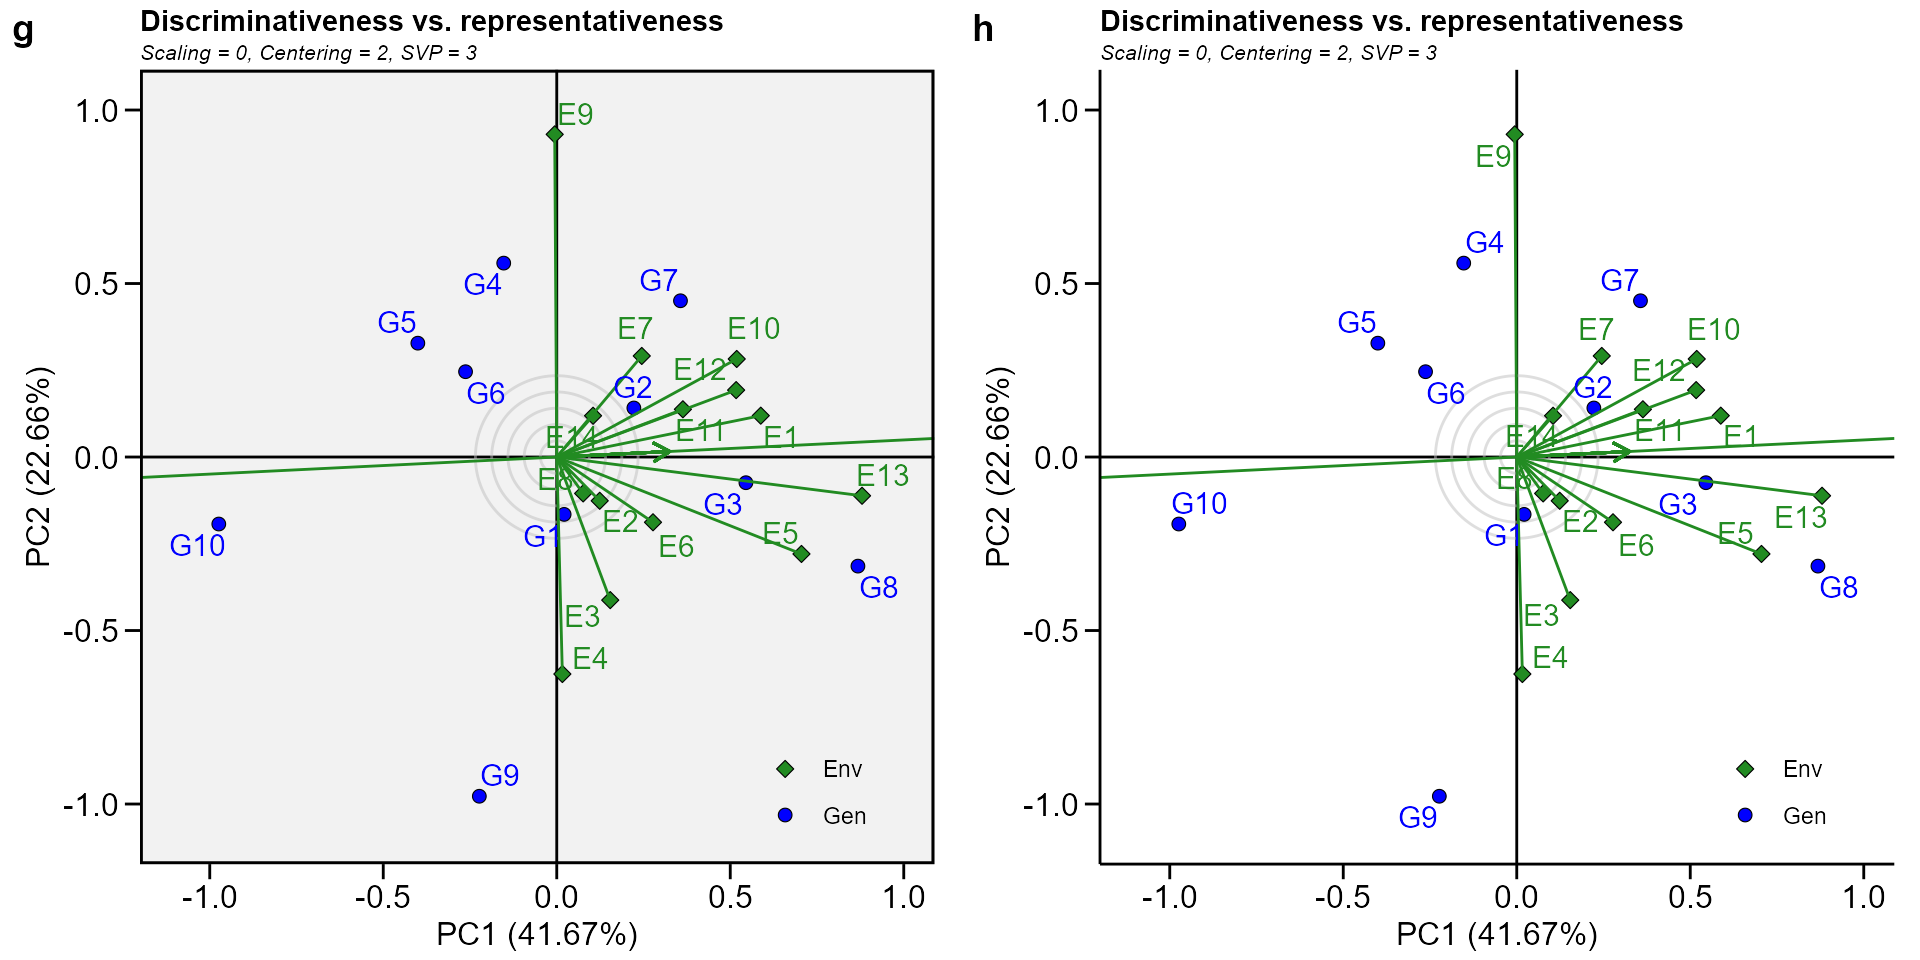 g
Discriminativeness vs. representativeness
Scaling = 0, Centering = 2, SVP = 3
1.0
0.5
0.0
-0.5
-1.0
PC2 (22.66%)
E9
G4
G7
G5
E7
E10
G6
G2
E12
E14
E11
E1
E13
G3
G10
G1
E2
E6
E5
G8
E3
E4
G9
Env
Gen
-1.0
-0.5
0.0
0.5
1.0
PC1 (41.67%)
h
Discriminativeness vs. representativeness
Scaling = 0, Centering = 2, SVP = 3
1.0
0.5
0.0
-0.5
-1.0
PC2 (22.66%)
E9
G4
G7
G5
E7
E10
G6
G2
E12
E14
E11
E1
G10
G3
E13
G1
E2
E6
E5
G8
E3
E4
G9
Env
Gen
-1.0
-0.5
0.0
0.5
1.0
PC1 (41.67%)